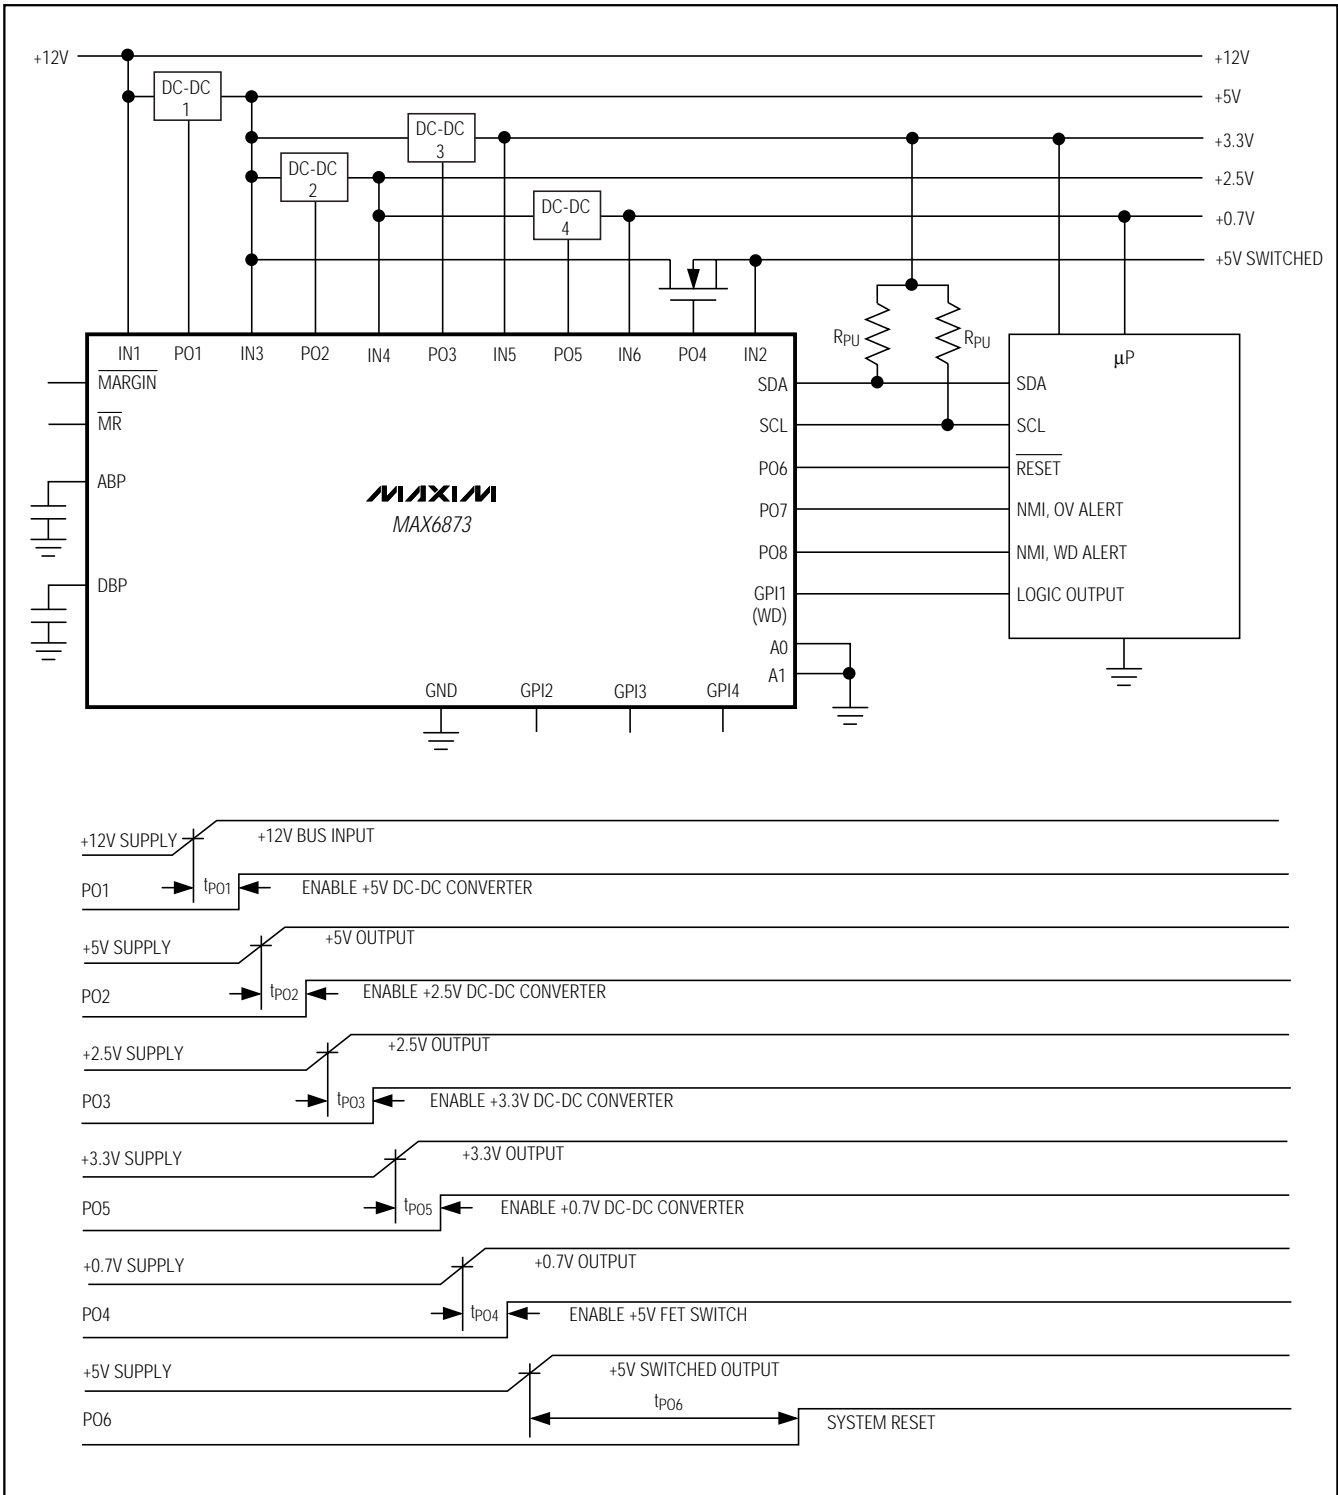 +12V
+12V
DC-DC
1
+5V
DC-DC
3
+3.3V
DC-DC
2
+2.5V
DC-DC
4
+0.7V
+5V SWITCHED
IN1 PO1 IN3 PO2 IN4 PO3 IN5 PO5 IN6 PO4 IN2
RPU
RPU
μP
MARGIN
SDA
SDA
MR
SCL
SCL
ABP
PO6
RESET
MAXIM
MAX6873
PO7
NMI, OV ALERT
PO8
NMI, WD ALERT
DBP
GPI1
(WD)
LOGIC OUTPUT
A0
A1
GND GPI2 GPI3 GPI4
+12V SUPPLY
+12V BUS INPUT
PO1
tPO1
ENABLE +5V DC-DC CONVERTER
+5V SUPPLY
+5V OUTPUT
PO2
tPO2
ENABLE +2.5V DC-DC CONVERTER
+2.5V SUPPLY
+2.5V OUTPUT
PO3
tPO3
ENABLE +3.3V DC-DC CONVERTER
+3.3V SUPPLY
+3.3V OUTPUT
PO5
tPO5
ENABLE +0.7V DC-DC CONVERTER
+0.7V SUPPLY
+0.7V OUTPUT
PO4
tPO4
ENABLE +5V FET SWITCH
+5V SUPPLY
+5V SWITCHED OUTPUT
PO6
tPO6
SYSTEM RESET